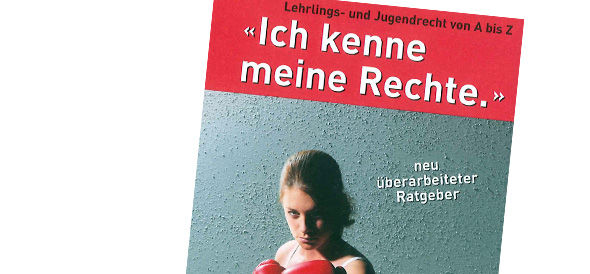 Lehrlings- und Jugendrecht von A bis Z
«Ich kenne
meine Rechte.»
neu
überarbeiteter
Ratgeber